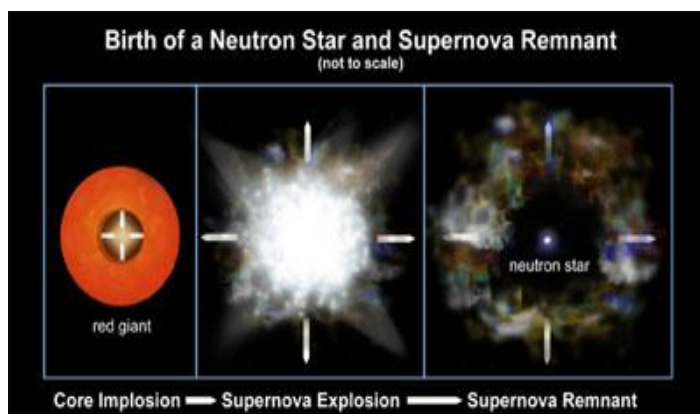 Birth of a Neutron Star and Supernova Remnant
(not to scale)
red giant
neutron star
Core Implosion
Supernova Explosion
Supernova Remnant